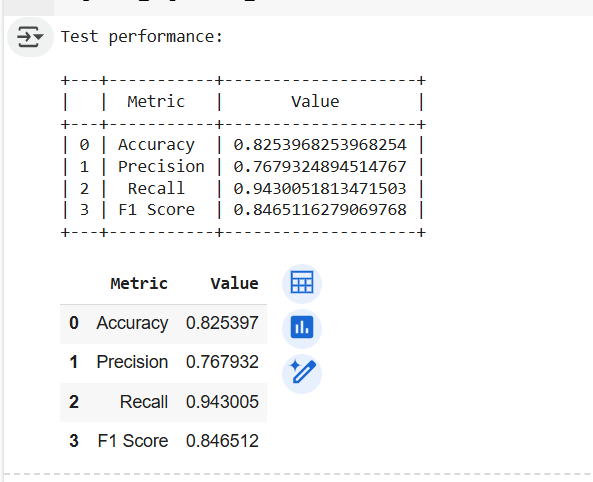 Test performance:
+---+-----------+--------------------+
|   |  Metric   |       Value        |
+---+-----------+--------------------+
| 0 | Accuracy  | 0.8253968253968254 |
| 1 | Precision | 0.7679324894514767 |
| 2 |  Recall   | 0.9430051813471503 |
| 3 | F1 Score  | 0.8465116279069768 |
+---+-----------+--------------------+
Metric Value
0 Accuracy 0.825397
1 Precision 0.767932
2 Recall 0.943005
3 F1 Score 0.846512